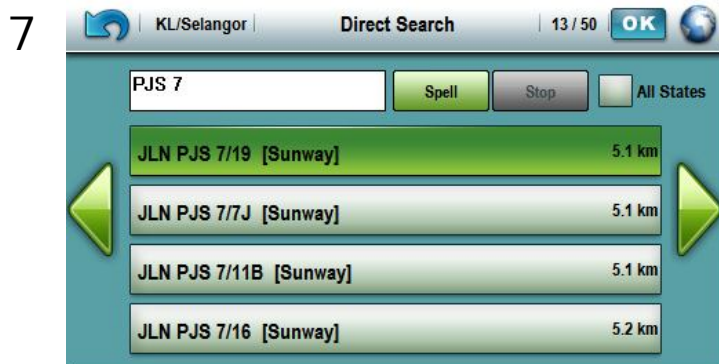 7
KL/Selangor Direct Search 13 / 50 OK
PJS 7 Spell Stop All States
JLN PJS 7/19 [Sunway] 5.1 km
JLN PJS 7/7J [Sunway] 5.1 km
JLN PJS 7/11B [Sunway] 5.1 km
JLN PJS 7/16 [Sunway] 5.2 km